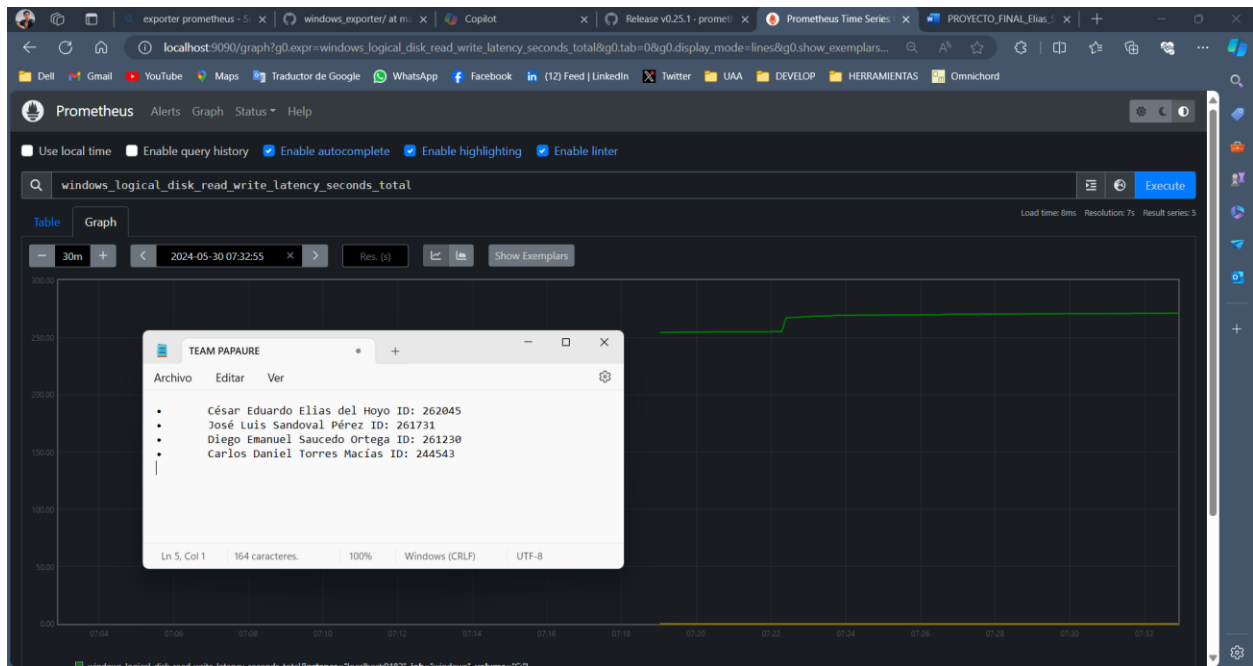 exporter prometheus - Se
windows_exporter/ at ma
Copilot
Release v0.25.1 · prometh
Prometheus Time Series
PROYECTO_FINAL_Elias_S
localhost:9090/graph?g0.expr=windows_logical_disk_read_write_latency_seconds_total&g0.tab=0&g0.display_mode=lines&g0.show_exemplars...
Dell Gmail YouTube Maps Traductor de Google WhatsApp Facebook (12) Feed | LinkedIn Twitter UAA DEVELOP HERRAMIENTAS Omnichord
Prometheus Alerts Graph Status Help
Use local time Enable query history Enable autocomplete Enable highlighting Enable linter
windows_logical_disk_read_write_latency_seconds_total Execute
Load time: 8ms Resolution: 7s Result series: 5
Table Graph
30m 2024-05-30 07:32:55 Res. (s) Show Exemplars
300.00
250.00
200.00
150.00
100.00
50.00
0.00
TEAM PAPAURE
Archivo Editar Ver
• César Eduardo Elias del Hoyo ID: 262045
• José Luis Sandoval Pérez ID: 261731
• Diego Emanuel Saucedo Ortega ID: 261230
• Carlos Daniel Torres Macías ID: 244543
Ln 5, Col 1 164 caracteres. 100% Windows (CRLF) UTF-8
07:04 07:06 07:08 07:10 07:12 07:14 07:16 07:18 07:20 07:22 07:24 07:26 07:28 07:30 07:32